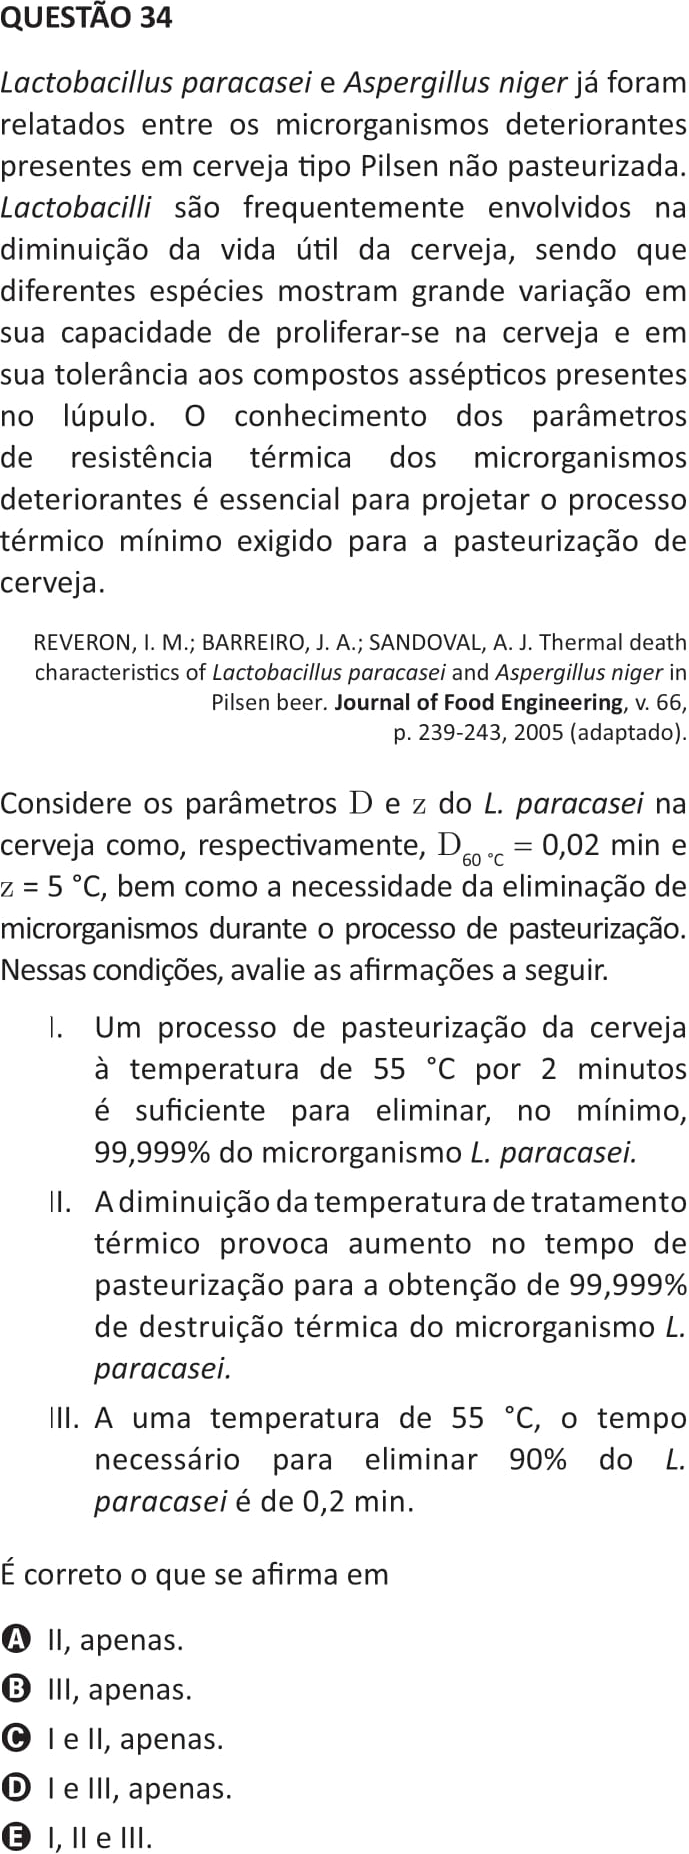 QUESTÃO 34
Lactobacillus paracasei e Aspergillus niger já foram
relatados entre os microrganismos deteriorantes
presentes em cerveja tipo Pilsen não pasteurizada.
Lactobacilli são frequentemente envolvidos na
diminuição da vida útil da cerveja, sendo que
diferentes espécies mostram grande variação em
sua capacidade de proliferar-se na cerveja e em
sua tolerância aos compostos assépticos presentes
no lúpulo. O conhecimento dos parâmetros
de resistência térmica dos microrganismos
deteriorantes é essencial para projetar o processo
térmico mínimo exigido para a pasteurização de
cerveja.
REVERON, I. M.; BARREIRO, J. A.; SANDOVAL, A. J. Thermal death
characteristics of Lactobacillus paracasei and Aspergillus niger in
Pilsen beer. Journal of Food Engineering, v. 66,
p. 239-243, 2005 (adaptado).
Considere os parâmetros D e z do L. paracasei na
cerveja como, respectivamente, D60 °C = 0,02 min e
z = 5 °C, bem como a necessidade da eliminação de
microrganismos durante o processo de pasteurização.
Nessas condições, avalie as afirmações a seguir.
I. Um processo de pasteurização da cerveja
à temperatura de 55 °C por 2 minutos
é suficiente para eliminar, no mínimo,
99,999% do microrganismo L. paracasei.
II. A diminuição da temperatura de tratamento
térmico provoca aumento no tempo de
pasteurização para a obtenção de 99,999%
de destruição térmica do microrganismo L.
paracasei.
III. A uma temperatura de 55 °C, o tempo
necessário para eliminar 90% do L.
paracasei é de 0,2 min.
É correto o que se afirma em
A II, apenas.
B III, apenas.
C I e II, apenas.
D I e III, apenas.
E I, II e III.